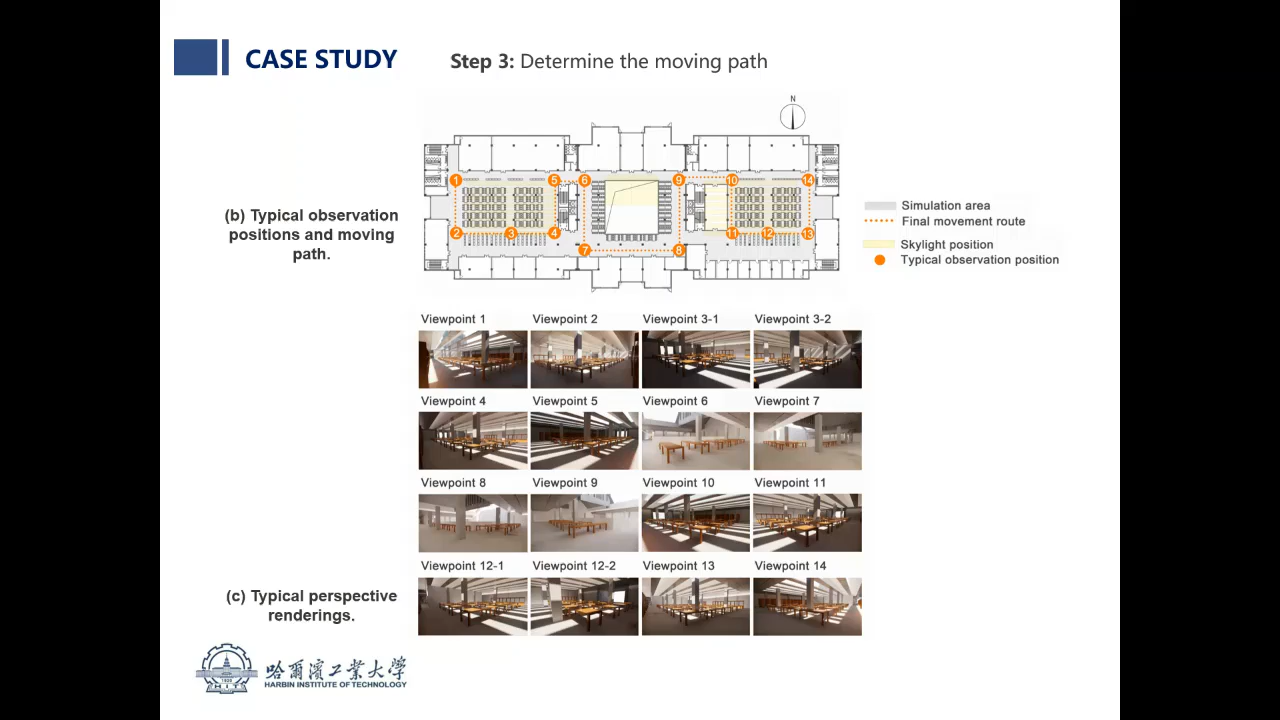 CASE STUDY
Step 3: Determine the moving path
N
1
5
6
9
10
14
2
3
4
7
8
11
12
13
(b) Typical observation
positions and moving
path.
Simulation area
Final movement route
Skylight position
Typical observation position
Viewpoint 1
Viewpoint 2
Viewpoint 3-1
Viewpoint 3-2
Viewpoint 4
Viewpoint 5
Viewpoint 6
Viewpoint 7
Viewpoint 8
Viewpoint 9
Viewpoint 10
Viewpoint 11
Viewpoint 12-1
Viewpoint 12-2
Viewpoint 13
Viewpoint 14
(c) Typical perspective
renderings.
1920
HIT
哈爾濱工業大学
HARBIN INSTITUTE OF TECHNOLOGY